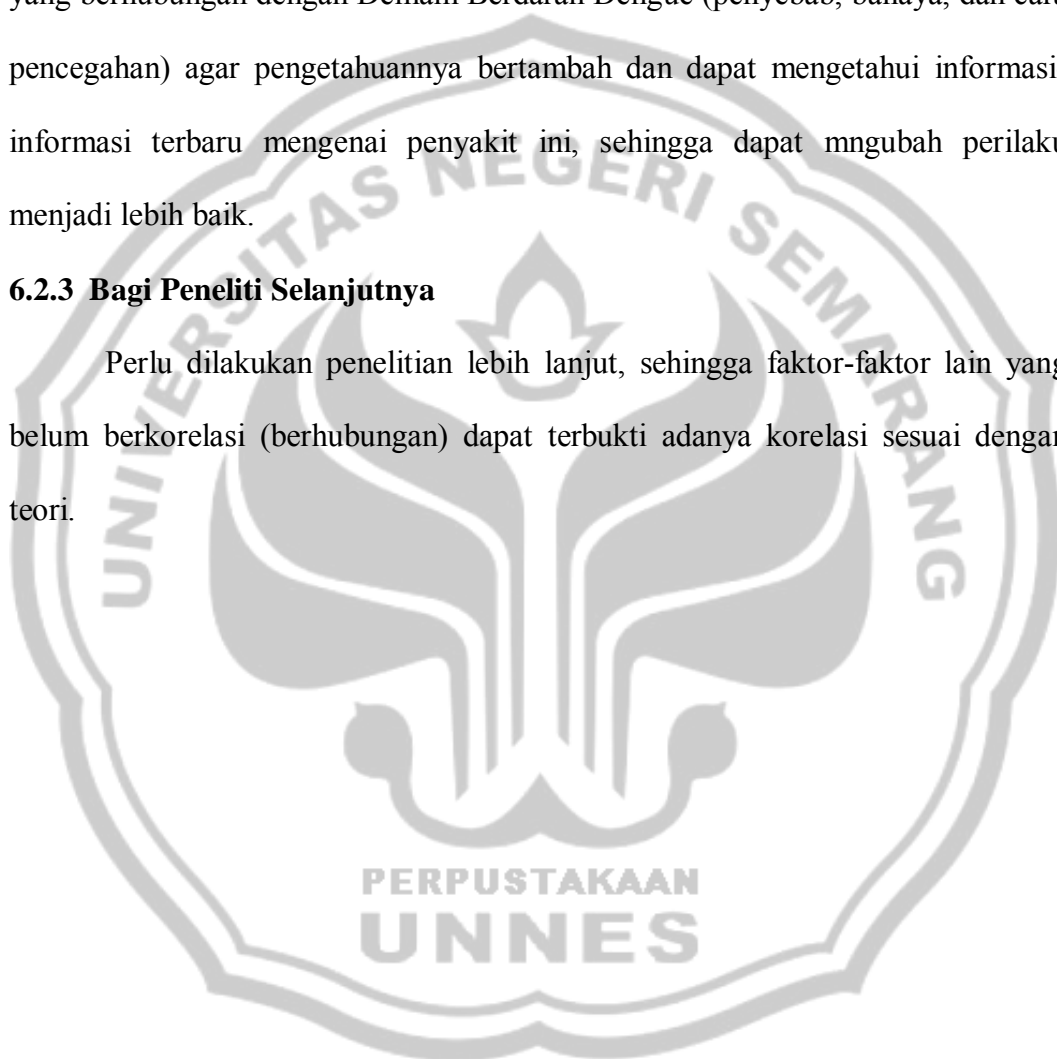 yang berhubungan dengan Demam Berdarah Dengue (penyebab, bahaya, dan cara
pencegahan) agar pengetahuannya bertambah dan dapat mengetahui informasi
informasi terbaru mengenai penyakit ini, sehingga dapat mngubah perilaku
menjadi lebih baik.
6.2.3 Bagi Peneliti Selanjutnya
Perlu dilakukan penelitian lebih lanjut, sehingga faktor-faktor lain yang
belum berkorelasi (berhubungan) dapat terbukti adanya korelasi sesuai dengan
teori.
UNIVERSITAS NEGERI SEMARANG
PERPUSTAKAAN
UNNES